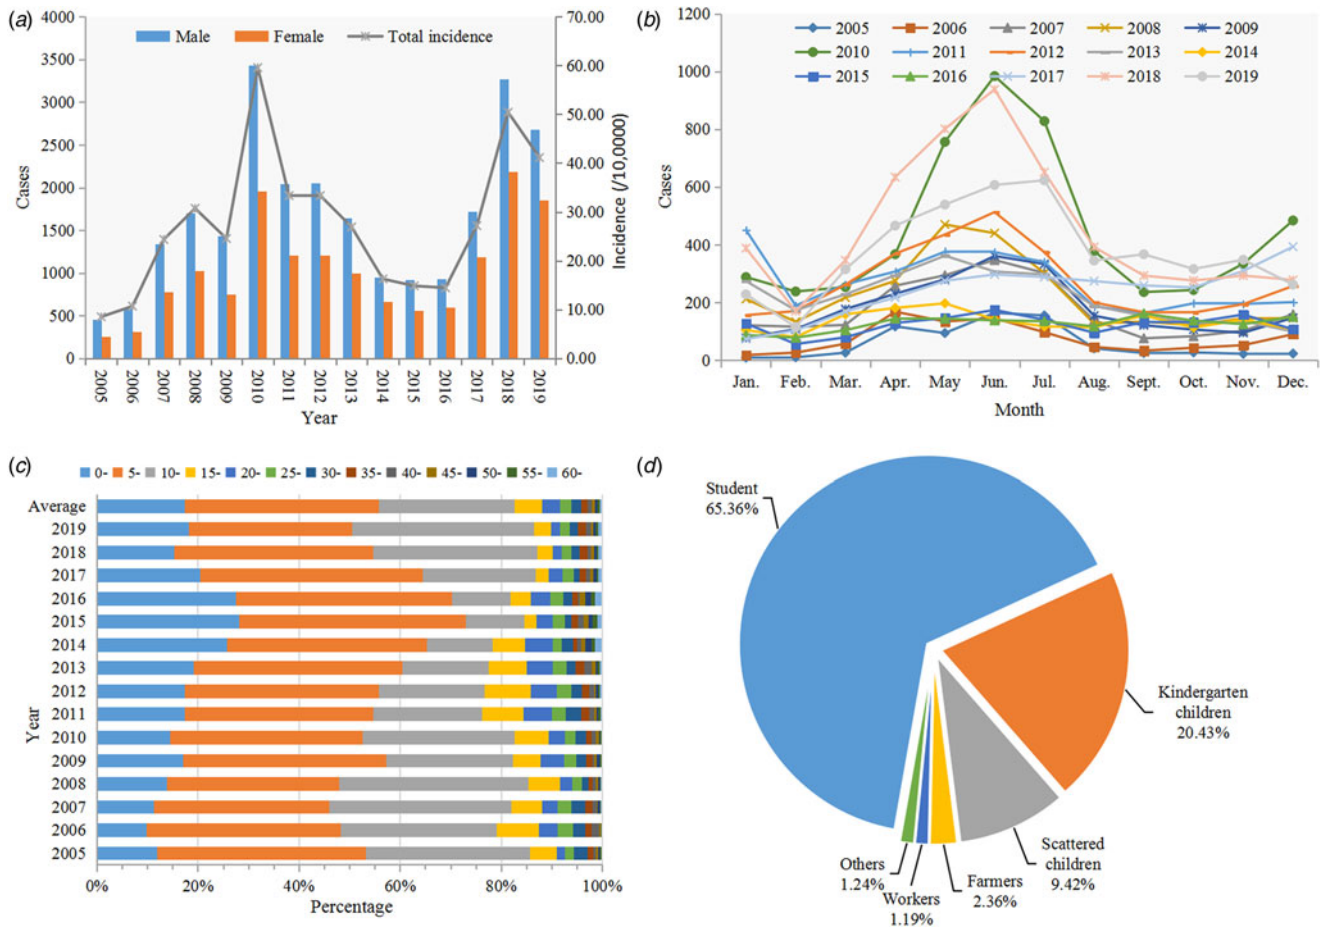 (a)
4000
3500
3000
2500
2000
1500
1000
500
0
Cases
Male Female Total incidence
70.00
60.00
50.00
40.00
30.00
20.00
10.00
0.00
Incidence (/10,0000)
2005 2006 2007 2008 2009 2010 2011 2012 2013 2014 2015 2016 2017 2018 2019
Year
(b)
1200
1000
800
600
400
200
0
Cases
2005 2006 2007 2008 2009
2010 2011 2012 2013 2014
2015 2016 2017 2018 2019
Jan. Feb. Mar. Apr. May Jun. Jul. Aug. Sept. Oct. Nov. Dec.
Month
(c)
0- 5- 10- 15- 20- 25- 30- 35- 40- 45- 50- 55- 60-
Average
2019
2018
2017
2016
2015
2014
2013
2012
2011
2010
2009
2008
2007
2006
2005
Year
0% 20% 40% 60% 80% 100%
Percentage
(d)
Student
65.36%
Kindergarten
children
20.43%
Scattered
children
9.42%
Farmers
2.36%
Workers
1.19%
Others
1.24%